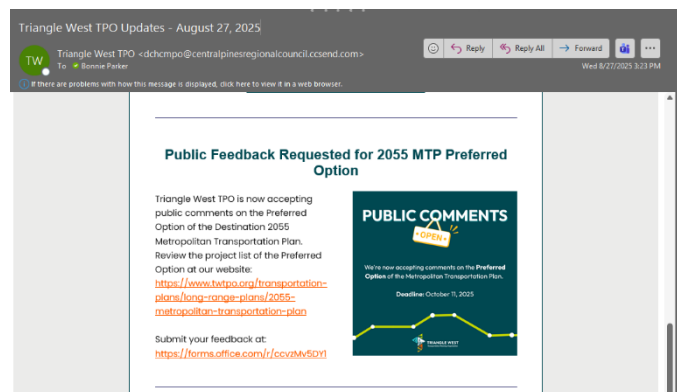 Triangle West TPO Updates - August 27, 2025
TW
Triangle West TPO <dchcmpo@centralpinesregionalcouncil.ccsend.com>
To Bonnie Parker
Reply
Reply All
Forward
Wed 8/27/2025 3:23 PM
If there are problems with how this message is displayed, click here to view it in a web browser.
Public Feedback Requested for 2055 MTP Preferred
Option
Triangle West TPO is now accepting
public comments on the Preferred
Option of the Destination 2055
Metropolitan Transportation Plan.
Review the project list of the Preferred
Option at our website:
https://www.twtpo.org/transportation-
plans/long-range-plans/2055-
metropolitan-transportation-plan
Submit your feedback at:
https://forms.office.com/r/ccvzMv5DY1
PUBLIC COMMENTS
OPEN
We're now accepting comments on the Preferred
Option of the Metropolitan Transportation Plan.
Deadline: October 11, 2025
TRIANGLE WEST